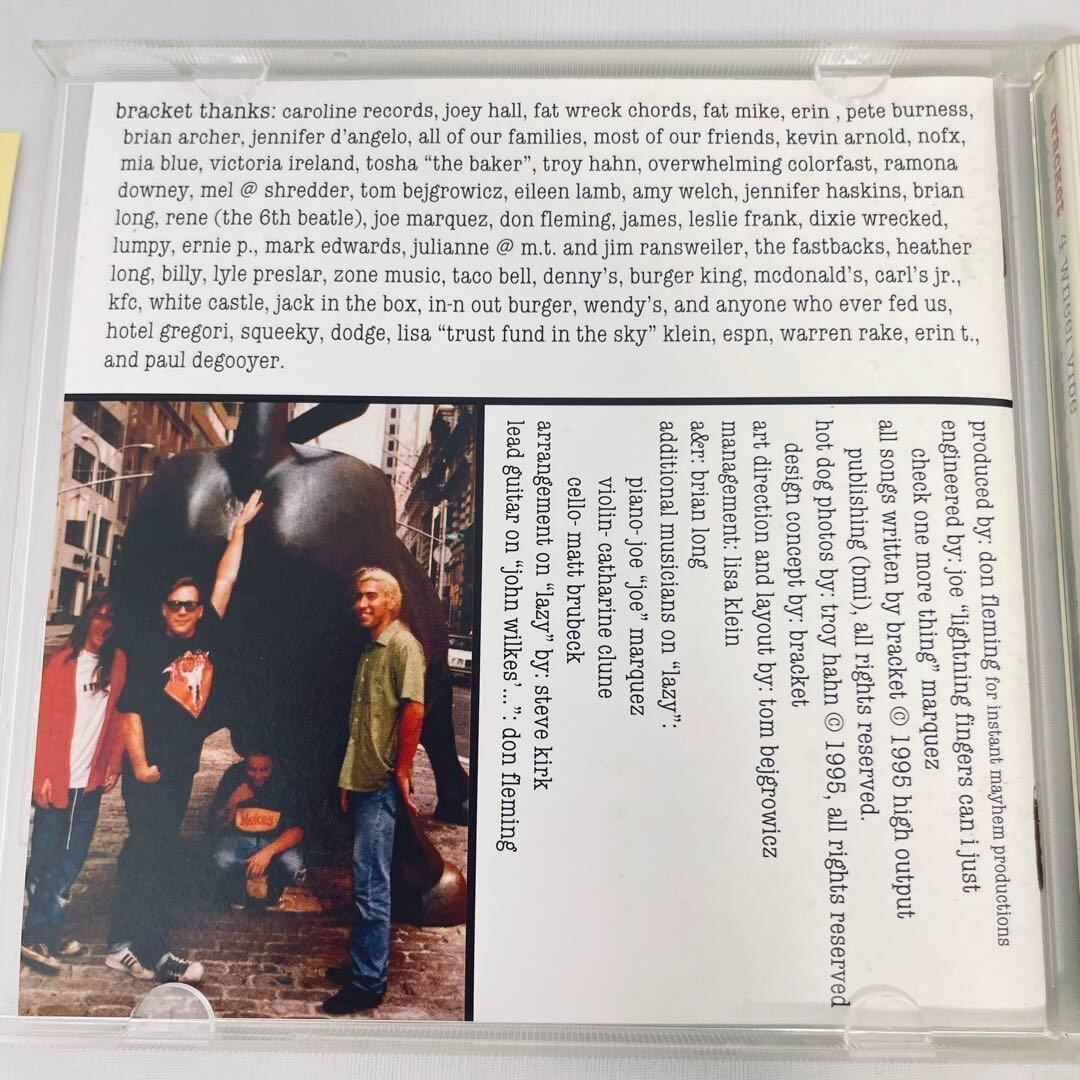 bracket thanks: caroline records, joey hall, fat wreck chords, fat mike, erin , pete burness,
brian archer, jennifer d'angelo, all of our families, most of our friends, kevin arnold, nofx,
mia blue, victoria ireland, tosha “the baker”, troy hahn, overwhelming colorfast, ramona
downey, mel @ shredder, tom bejgrowicz, eileen lamb, amy welch, jennifer haskins, brian
long, rene (the 6th beatle), joe marquez, don fleming, james, leslie frank, dixie wrecked,
lumpy, ernie p., mark edwards, julianne @ m.t. and jim ransweiler, the fastbacks, heather
long, billy, lyle preslar, zone music, taco bell, denny's, burger king, mcdonald's, carl's jr.,
kfc, white castle, jack in the box, in-n out burger, wendy's, and anyone who ever fed us,
hotel gregori, squeeky, dodge, lisa “trust fund in the sky” klein, espn, warren rake, erin t.,
and paul degooyer.
produced by: don fleming for instant mayhem productions
engineered by: joe “lightning fingers can i just
check one more thing” marquez
all songs written by bracket © 1995 high output
publishing (bmi), all rights reserved.
hot dog photos by: troy hahn © 1995, all rights reserved
design concept by: bracket
art direction and layout by: tom bejgrowicz
management: lisa klein
a&r: brian long
additional musicians on “lazy”:
piano- joe “joe” marquez
violin- catharine clune
cello- matt brubeck
arrangement on “lazy” by: steve kirk
lead guitar on “john wilkes’...”: don fleming
bracket 4 wheel vibe